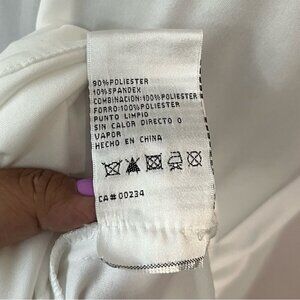 90%POLIESTER
10%SPANDEX
COMBINACION:100%POLIESTER
FORRO:100%POLIESTER
PUNTO LIMPIO
SIN CALOR DIRECTO O
VAPOR
HECHO EN CHINA
CA# 00234